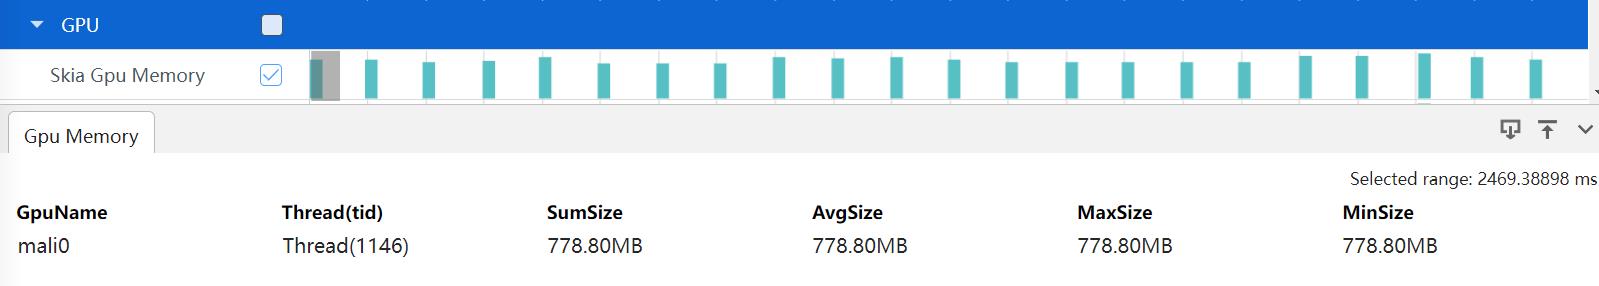 GPU
Skia Gpu Memory
Gpu Memory
Selected range: 2469.38898 ms
GpuName Thread(tid) SumSize AvgSize MaxSize MinSize
mali0 Thread(1146) 778.80MB 778.80MB 778.80MB 778.80MB